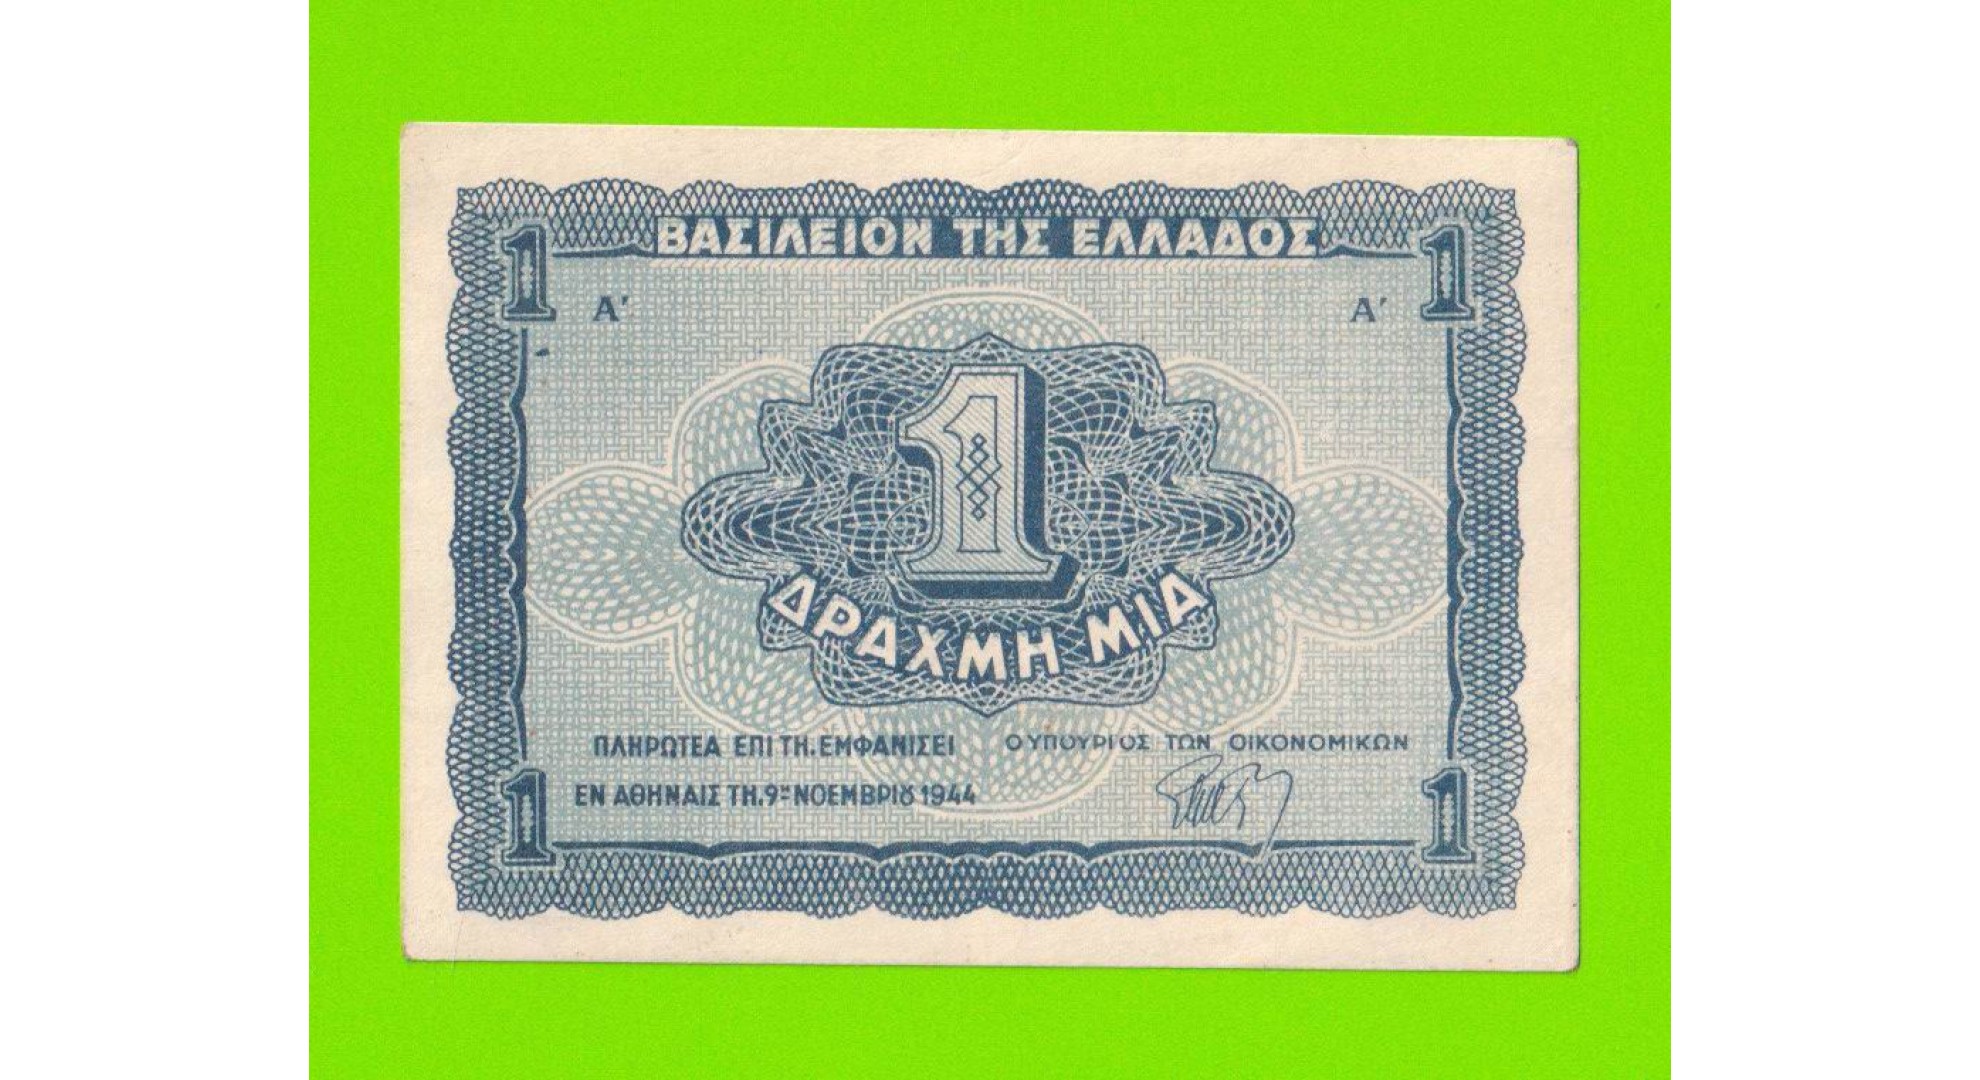 ΒΑΣΙΛΕΙΟΝ ΤΗΣ ΕΛΛΑΔΟΣ
1 1
Α΄ Α΄
1
ΔΡΑΧΜΗ ΜΙΑ
ΠΛΗΡΩΤΕΑ ΕΠΙ ΤΗ. ΕΜΦΑΝΙΣΕΙ
Ο ΥΠΟΥΡΓΟΣ ΤΩΝ ΟΙΚΟΝΟΜΙΚΩΝ
ΕΝ ΑΘΗΝΑΙΣ ΤΗ. 9Η ΝΟΕΜΒΡΙȢ 1944
1 1